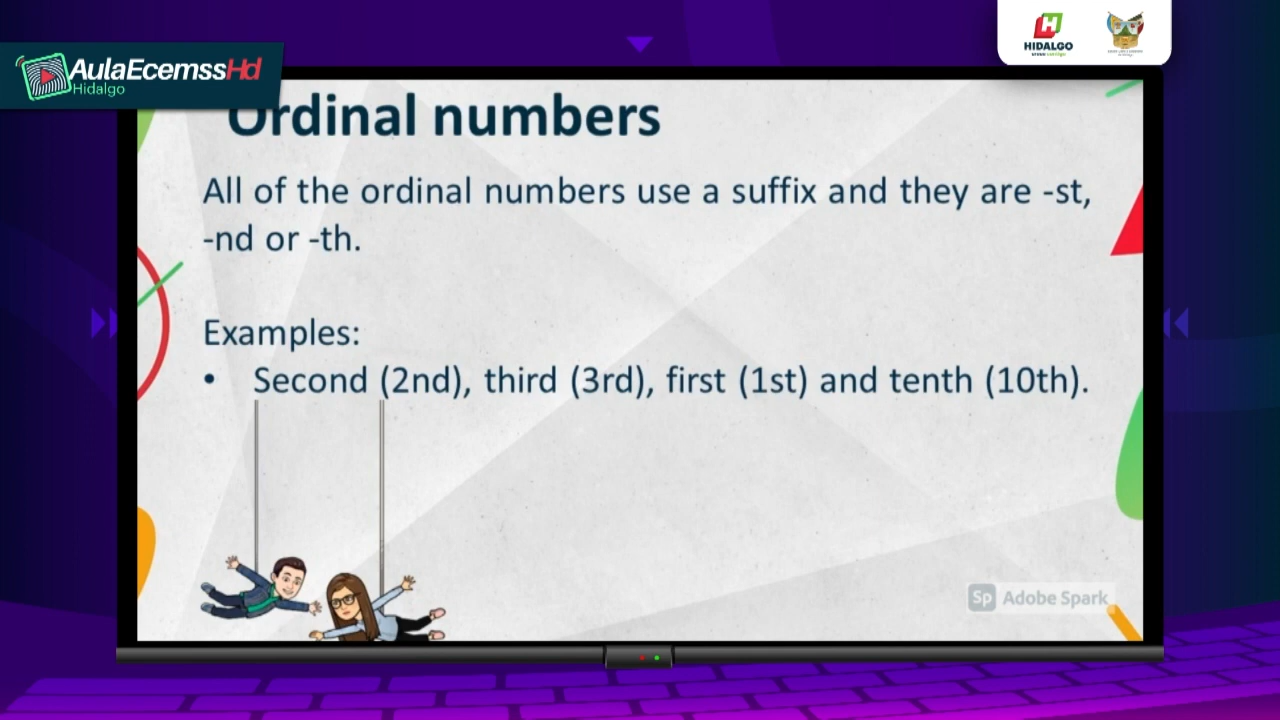 AulaEcemssHd
Hidalgo
H
HIDALGO
Ordinal numbers
All of the ordinal numbers use a suffix and they are -st,
-nd or -th.
Examples:
• Second (2nd), third (3rd), first (1st) and tenth (10th).
Sp Adobe Spark